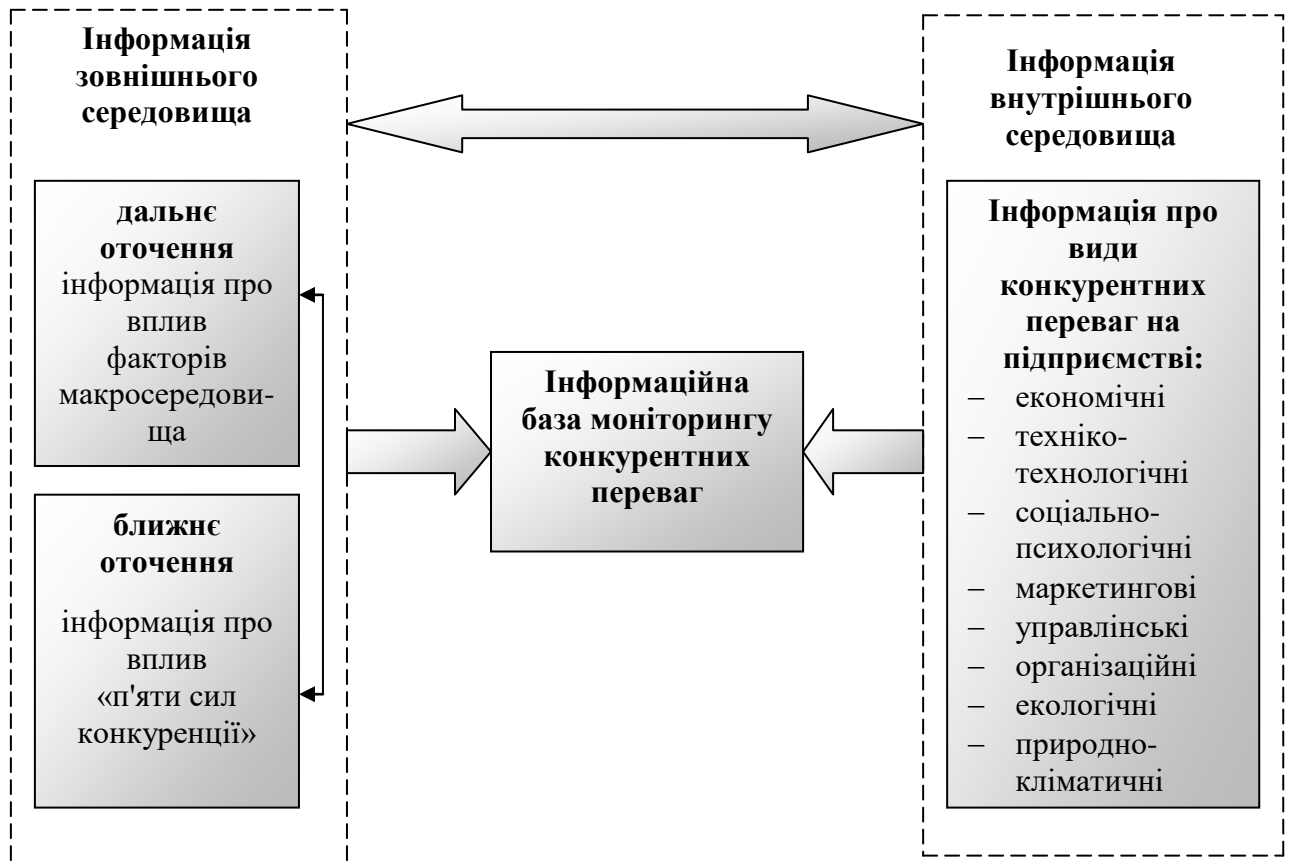 Інформація
зовнішнього
середовища
дальнє
оточення
інформація про
вплив
факторів
макросередови-
ща
ближнє
оточення
інформація про
вплив
«п'яти сил
конкуренції»
Інформаційна
база моніторингу
конкурентних
переваг
Інформація
внутрішнього
середовища
Інформація про
види
конкурентних
переваг на
підприємстві:
– економічні
– техніко-
технологічні
– соціально-
психологічні
– маркетингові
– управлінські
– організаційні
– екологічні
– природно-
кліматичні